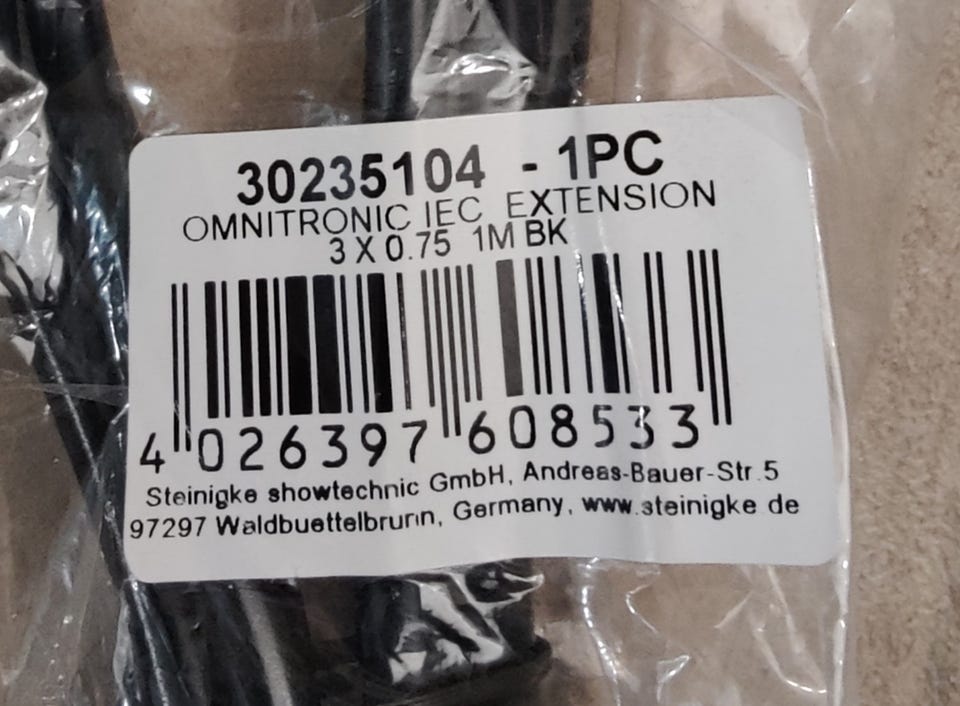 30235104 - 1PC
OMNITRONIC IEC EXTENSION
3 X 0.75 1M BK
4 026397 608533
Steinigke showtechnic GmbH, Andreas-Bauer-Str.5
97297 Waldbuettelbrunn, Germany, www.steinigke.de